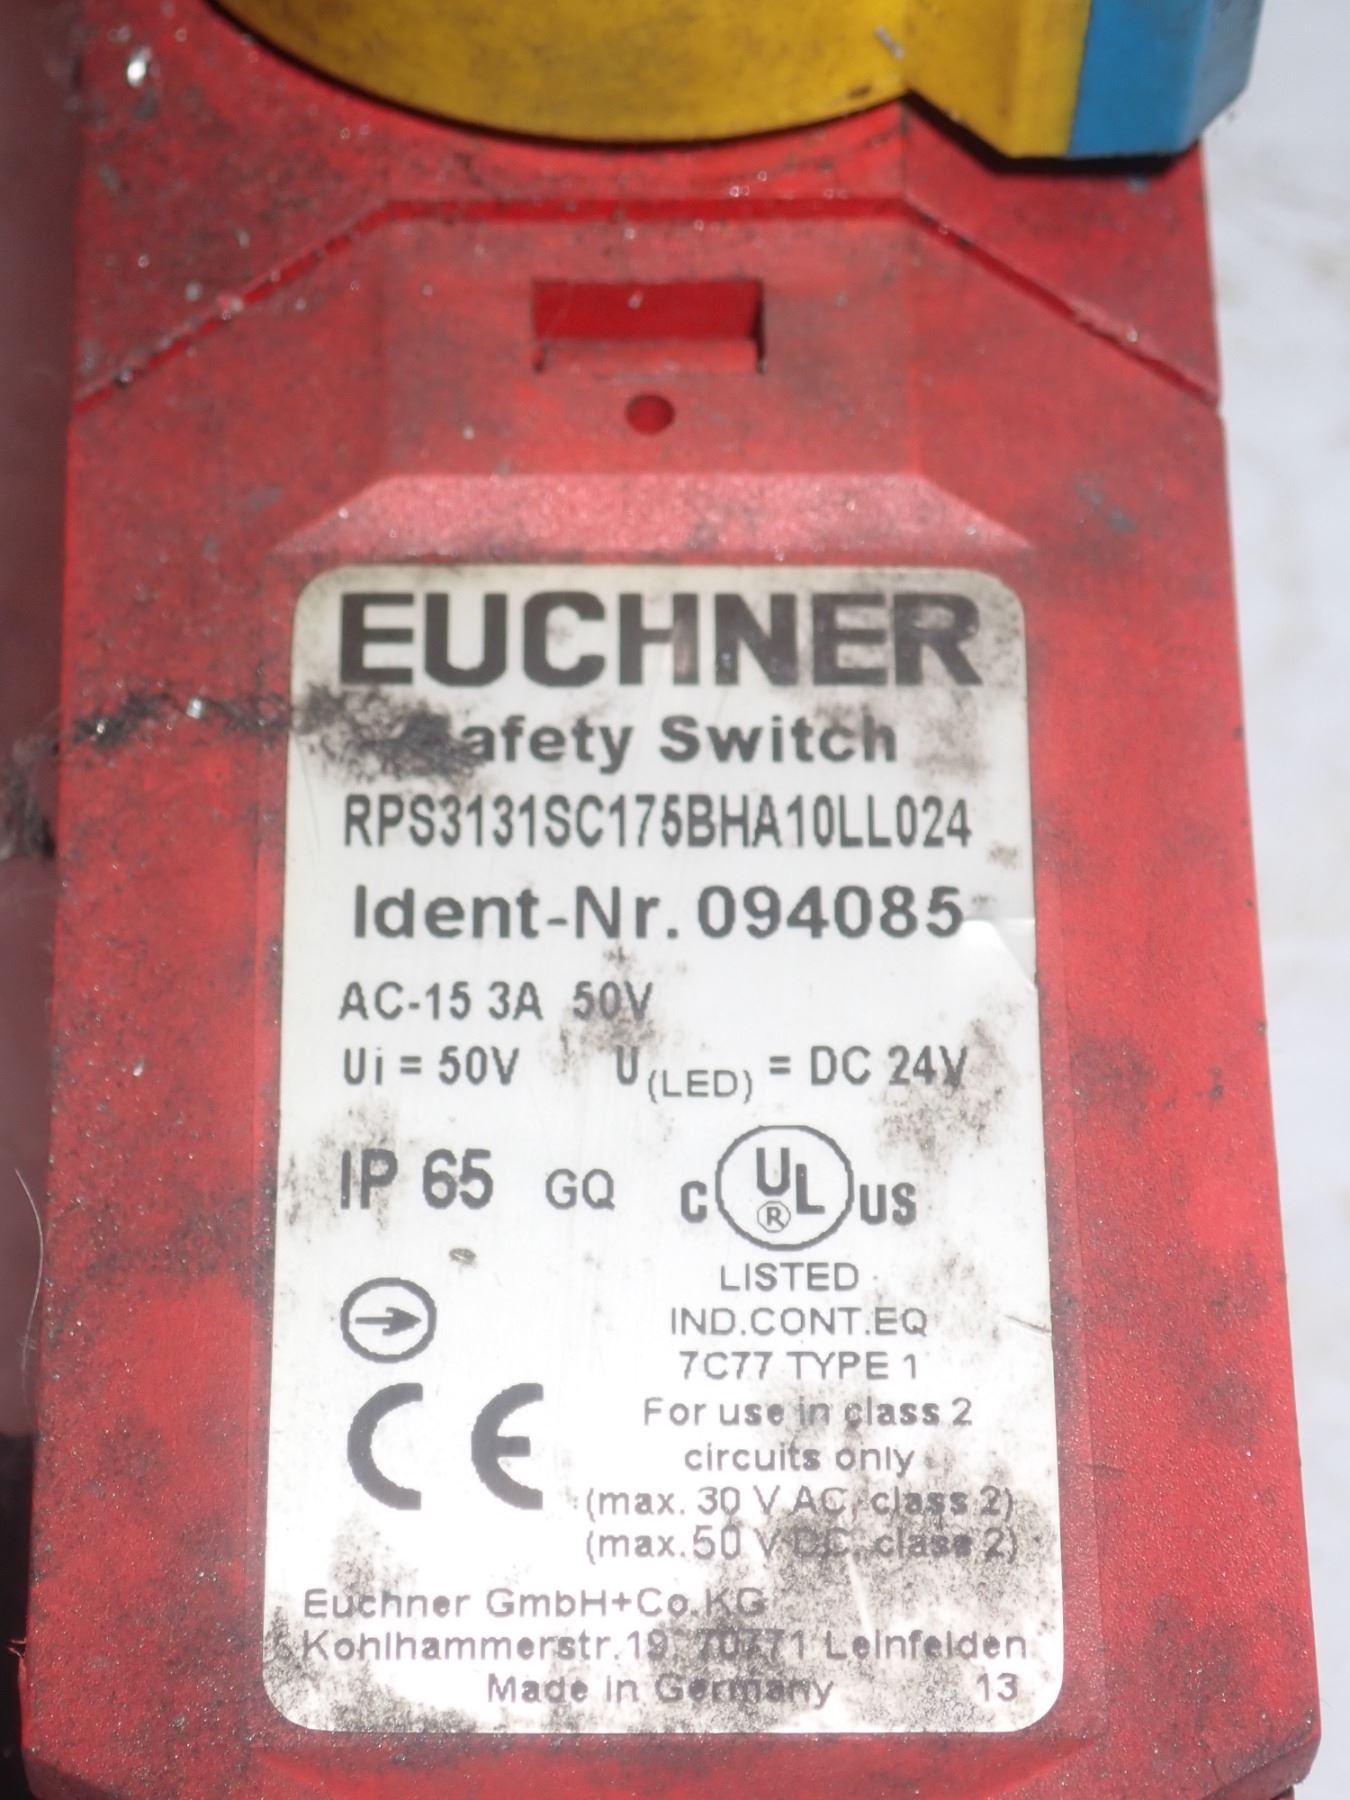 EUCHNER
Safety Switch
RPS3131SC175BHA10LL024
Ident-Nr. 094085
AC-15 3A 50V
Ui = 50V U(LED) = DC 24V
IP 65 GQ C UL ® US
LISTED
IND.CONT.EQ
7C77 TYPE 1
CE
For use in class 2
circuits only
(max. 30 V AC, class 2)
(max. 50 V DC, class 2)
Euchner GmbH+Co.KG
Kohlhammerstr.19 70771 Leinfelden
Made in Germany 13